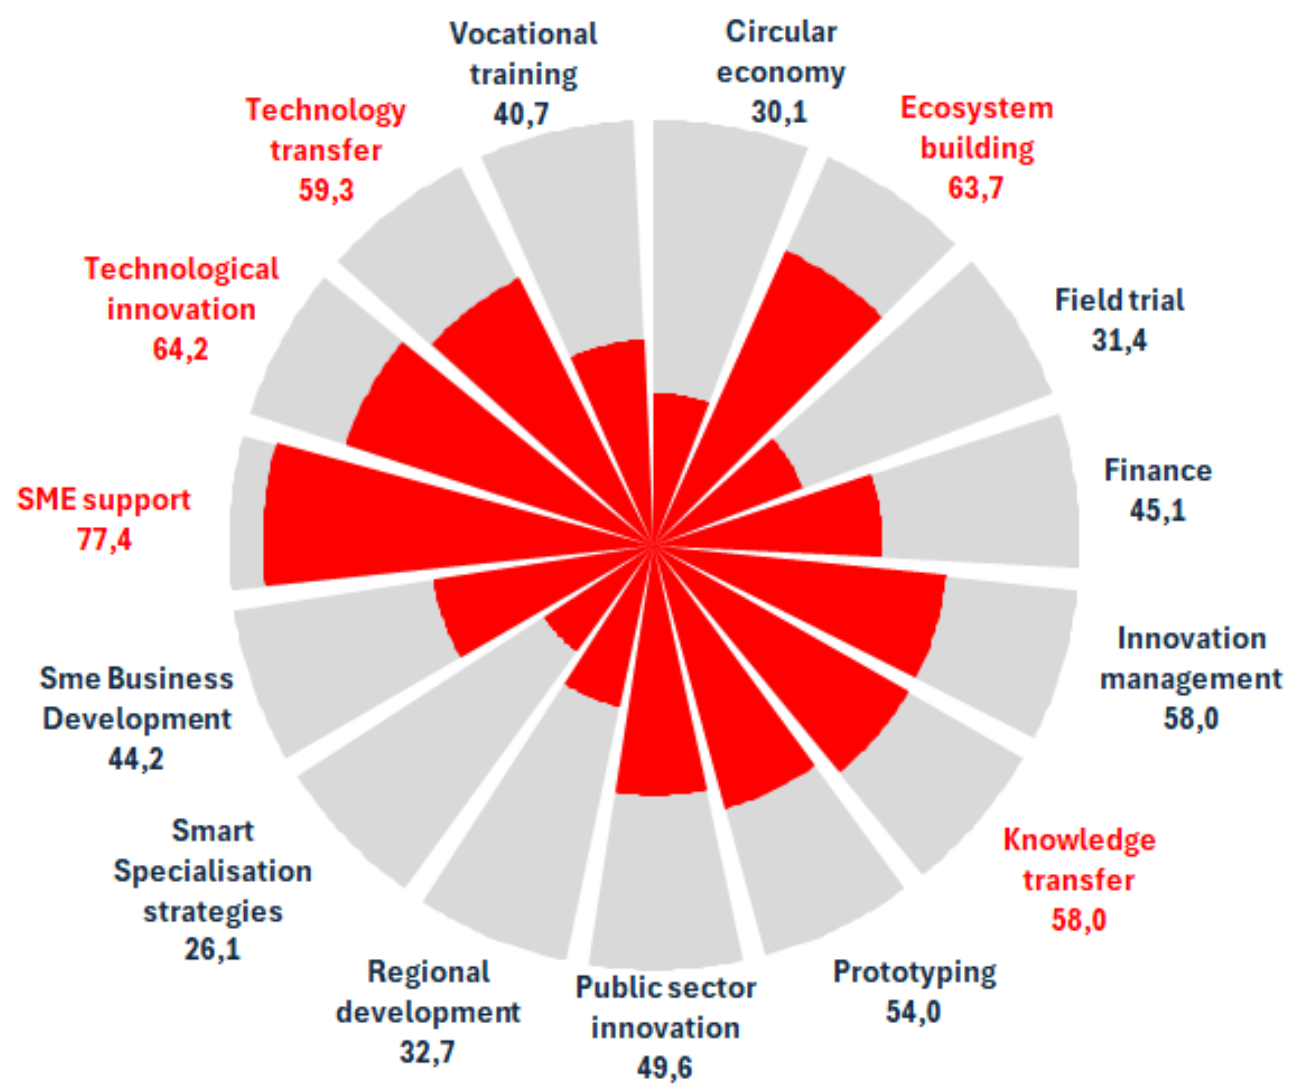 Vocational
training
40,7
Circular
economy
30,1
Ecosystem
building
63,7
Field trial
31,4
Finance
45,1
Innovation
management
58,0
Knowledge
transfer
58,0
Prototyping
54,0
Public sector
innovation
49,6
Regional
development
32,7
Smart
Specialisation
strategies
26,1
Sme Business
Development
44,2
SME support
77,4
Technological
innovation
64,2
Technology
transfer
59,3